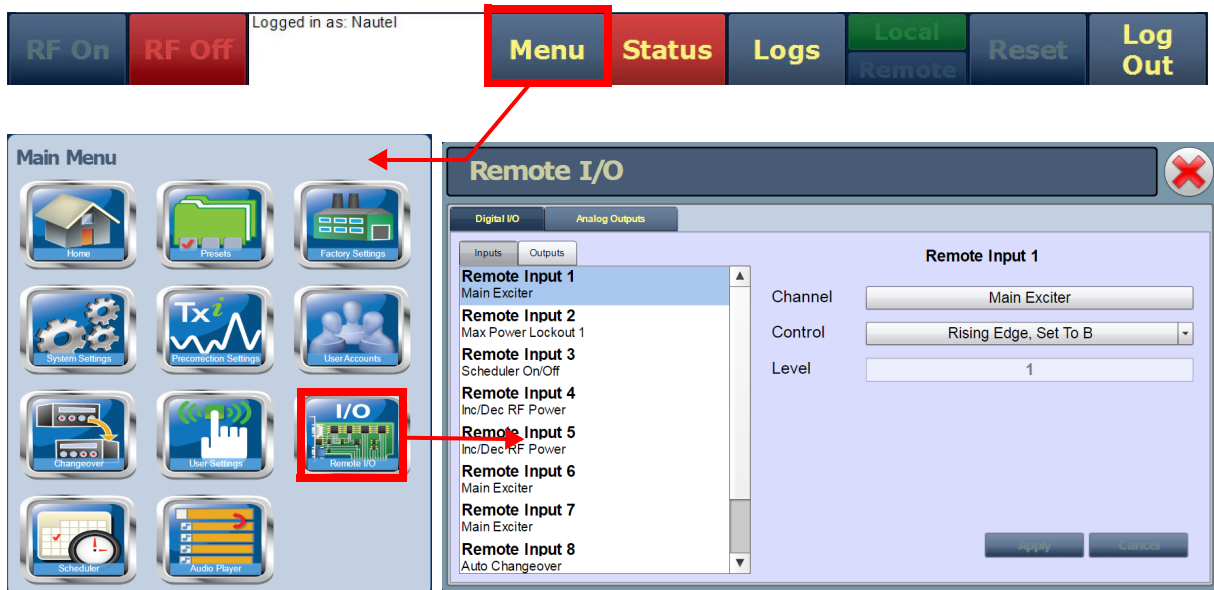 Logged in as: Nautel
RF On
RF Off
Menu
Status
Logs
Local
Remote
Reset
Log
Out
Main Menu
Home
Presets
Factory Settings
System Settings
Tx i
Precorrection Settings
User Accounts
Changeover
User Settings
I/O
Remote I/O
Scheduler
Audio Player
Remote I/O
Digital I/O
Analog Outputs
Inputs
Outputs
Remote Input 1
Main Exciter
Remote Input 2
Max Power Lockout 1
Remote Input 3
Scheduler On/Off
Remote Input 4
Inc/Dec RF Power
Remote Input 5
Inc/Dec RF Power
Remote Input 6
Main Exciter
Remote Input 7
Main Exciter
Remote Input 8
Auto Changeover
Remote Input 1
Channel
Main Exciter
Control
Rising Edge, Set To B
Level
1
Apply
Cancel